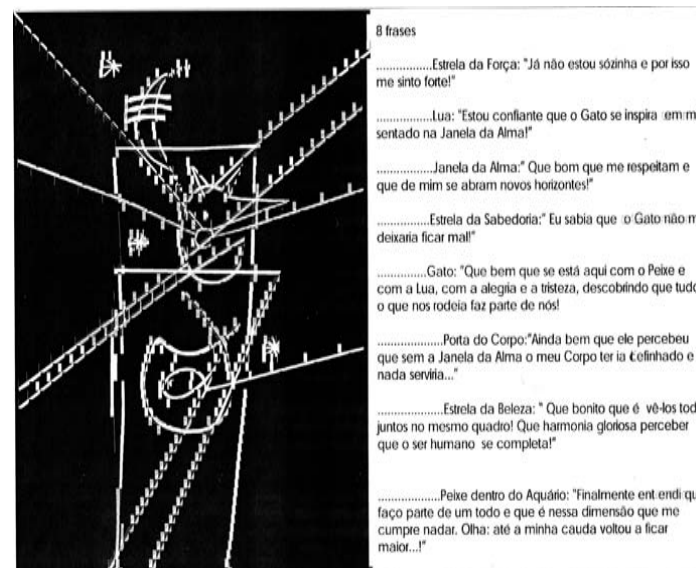 8 frases
..................Estrela da Força: "Já não estou sózinha e por isso
me sinto forte!"
..................Lua: "Estou confiante que o Gato se inspira em m
sentado na Janela da Alma!"
..................Janela da Alma:" Que bom que me respeitam e
que de mim se abram novos horizontes!"
.................Estrela da Sabedoria:" Eu sabia que o Gato não m
deixaria ficar mal!"
................Gato: "Que bem que se está aqui com o Peixe e
com a Lua, com a alegria e a tristeza, descobrindo que tudo
o que nos rodeia faz parte de nós!
.....................Porta do Corpo:"Ainda bem que ele percebeu
que sem a Janela da Alma o meu Corpo ter ia definhado e
nada serviria..."
.....................Estrela da Beleza: " Que bonito que é vê-los tod
juntos no mesmo quadro! Que harmonia gloriosa perceber
que o ser humano se completa!"
....................Peixe dentro do Aquário: "Finalmente ent endi qu
faço parte de um todo e que é nessa dimensão que me
cumpre nadar. Olha: até a minha cauda voltou a ficar
maior...!"